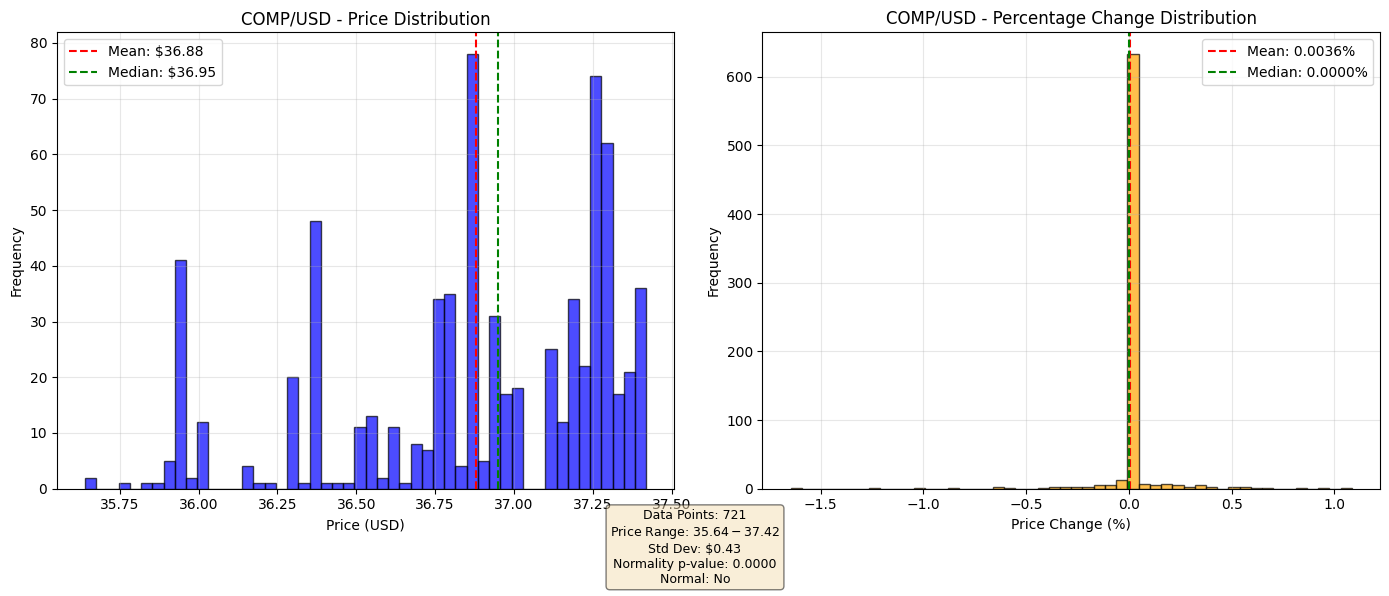 COMP/USD - Price Distribution
Mean: $36.88
Median: $36.95
80
70
60
50
40
30
20
10
0
Frequency
35.75 36.00 36.25 36.50 36.75 37.00 37.25 37.50
Price (USD)
COMP/USD - Percentage Change Distribution
Mean: 0.0036%
Median: 0.0000%
600
500
400
300
200
100
0
Frequency
−1.5 −1.0 −0.5 0.0 0.5 1.0
Price Change (%)
Data Points: 721
Price Range: 35.64 − 37.42
Std Dev: $0.43
Normality p-value: 0.0000
Normal: No